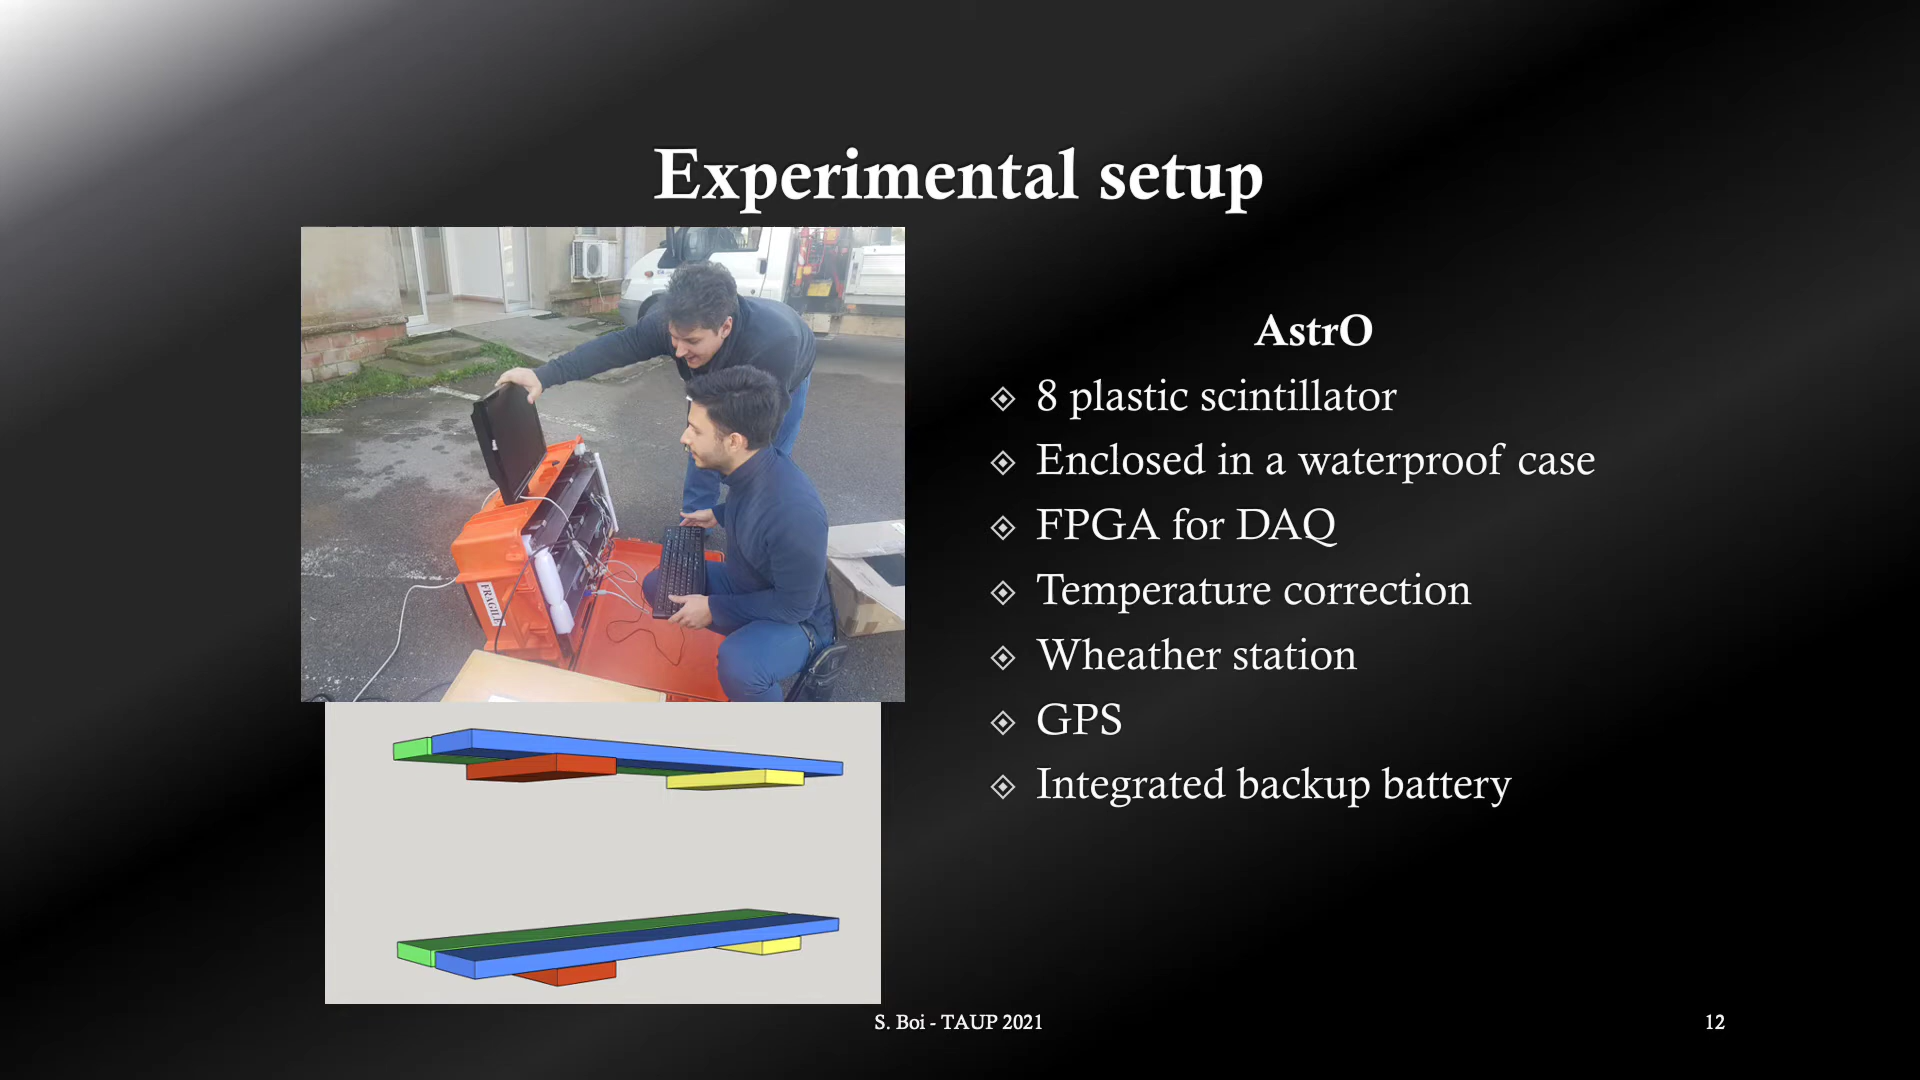 Experimental setup
FRAGILE
AstrO
8 plastic scintillator
Enclosed in a waterproof case
FPGA for DAQ
Temperature correction
Wheather station
GPS
Integrated backup battery
S. Boi - TAUP 2021
12